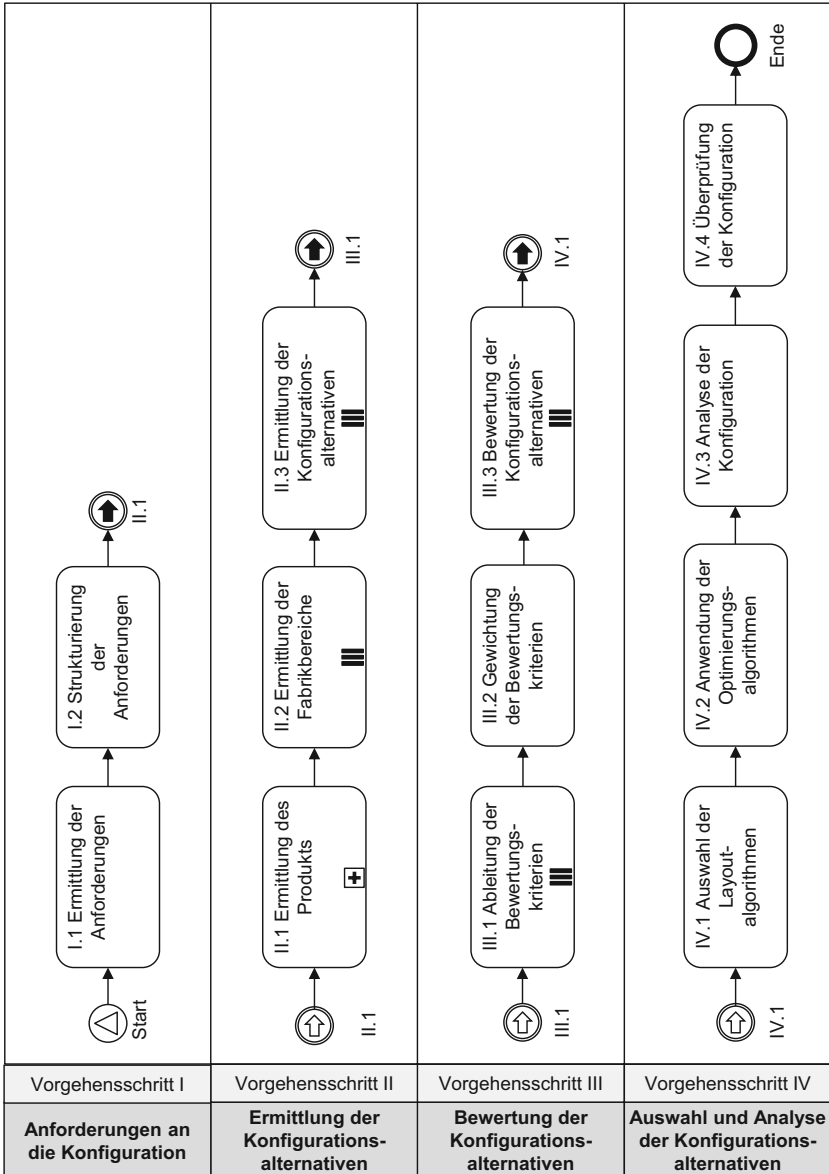 Vorgehensschritt I
Anforderungen an
die Konfiguration
Start
I.1 Ermittlung der
Anforderungen
I.2 Strukturierung
der
Anforderungen
II.1
Vorgehensschritt II
Ermittlung der
Konfigurations-
alternativen
II.1
II.1 Ermittlung des
Produkts
II.2 Ermittlung der
Fabrikbereiche
II.3 Ermittlung der
Konfigurations-
alternativen
III.1
Vorgehensschritt III
Bewertung der
Konfigurations-
alternativen
III.1
III.1 Ableitung der
Bewertungs-
kriterien
III.2 Gewichtung
der Bewertungs-
kriterien
III.3 Bewertung der
Konfigurations-
alternativen
IV.1
Vorgehensschritt IV
Auswahl und Analyse
der Konfigurations-
alternativen
IV.1
IV.1 Auswahl der
Layout-
algorithmen
IV.2 Anwendung der
Optimierungs-
algorithmen
IV.3 Analyse der
Konfiguration
IV.4 Überprüfung
der Konfiguration
Ende